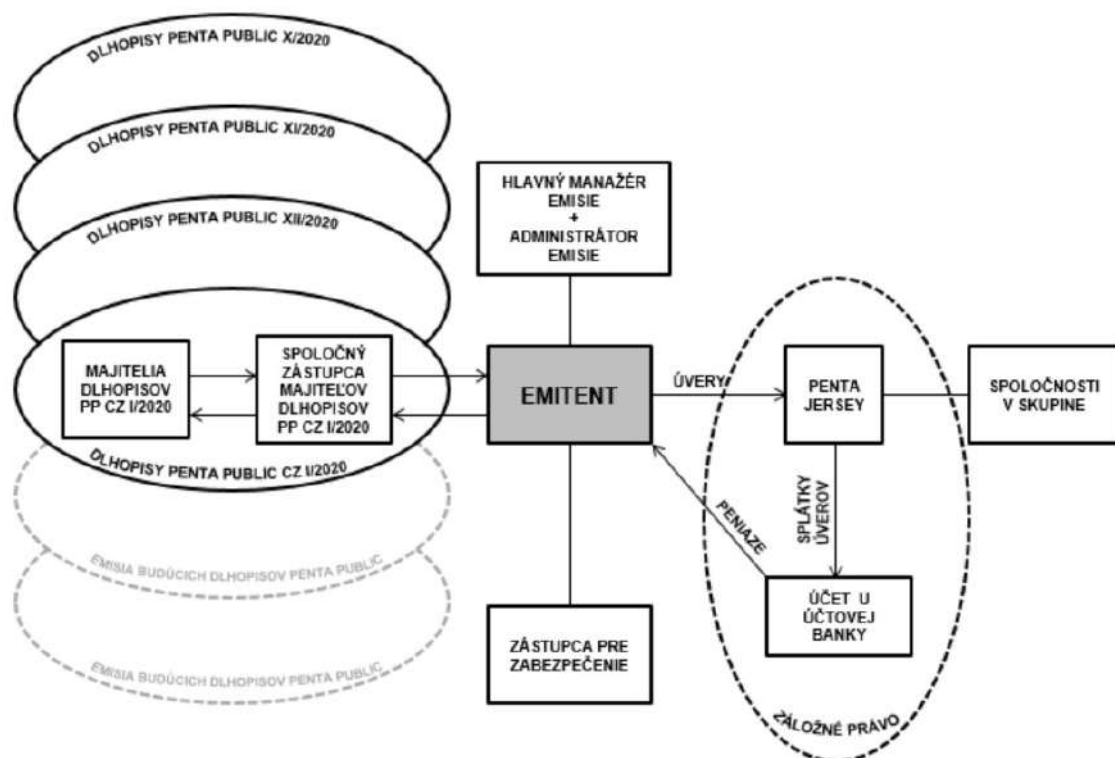 DLHOPISY PENTA PUBLIC X/2020
DLHOPISY PENTA PUBLIC XI/2020
DLHOPISY PENTA PUBLIC XII/2020
MAJITELIA
DLHOPISOV
PP CZ I/2020
SPOLOČNÝ
ZÁSTUPCA
MAJITEĽOV
DLHOPISOV
PP CZ I/2020
DLHOPISY PENTA PUBLIC CZ I/2020
EMISIA BUDÚCICH DLHOPISOV PENTA PUBLIC
EMISIA BUDÚCICH DLHOPISOV PENTA PUBLIC
HLAVNÝ MANAŽÉR
EMISIE
+
ADMINISTRÁTOR
EMISIE
EMITENT
ZÁSTUPCA PRE
ZABEZPEČENIE
ÚVERY
PENTA
JERSEY
SPOLOČNOSTI
V SKUPINE
PENIAZE
SPLÁTKY
ÚVEROV
ÚČET U
ÚČTOVEJ
BANKY
ZÁLOŽNÉ PRÁVO